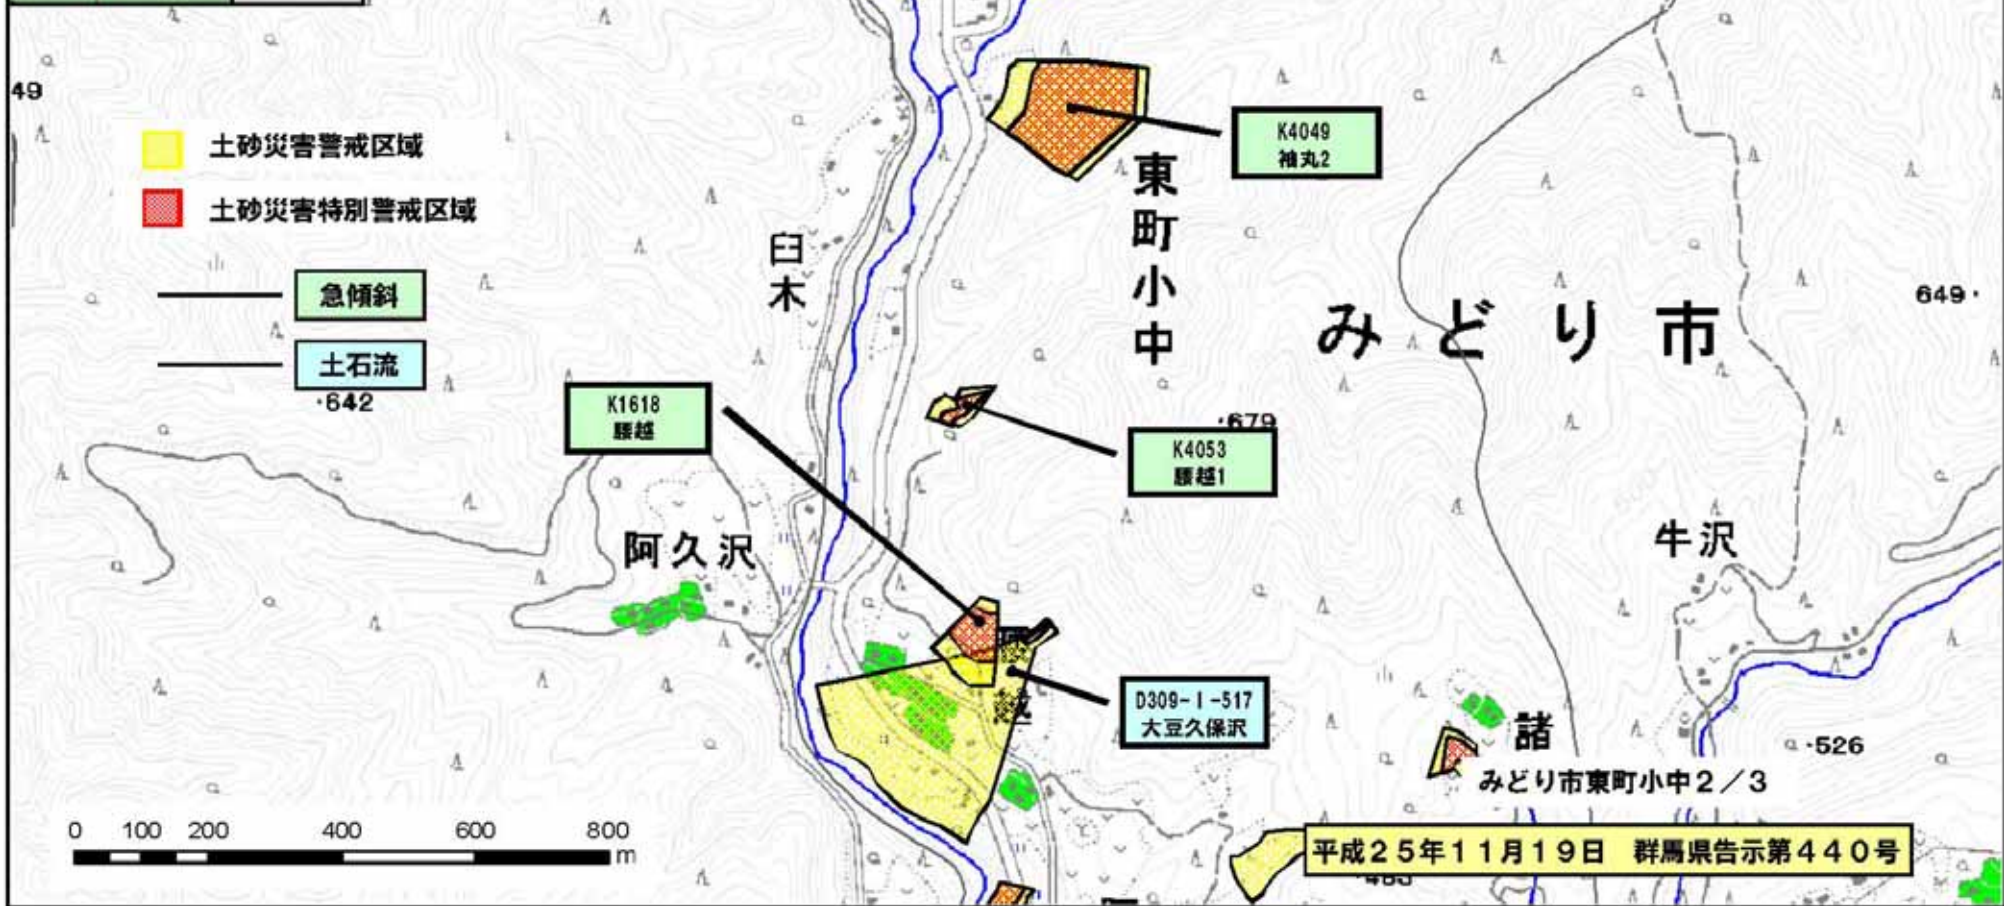 49
土砂災害警戒区域
土砂災害特別警戒区域
急傾斜
土石流
・642
K4049
袖丸2
東町小中
臼木
みどり市
649・
K1618
腰越
・679
K4053
腰越1
阿久沢
牛沢
D309-Ⅰ-517
大豆久保沢
諸
・526
みどり市東町小中2／3
0 100 200 400 600 800 m
平成25年11月19日 群馬県告示第440号